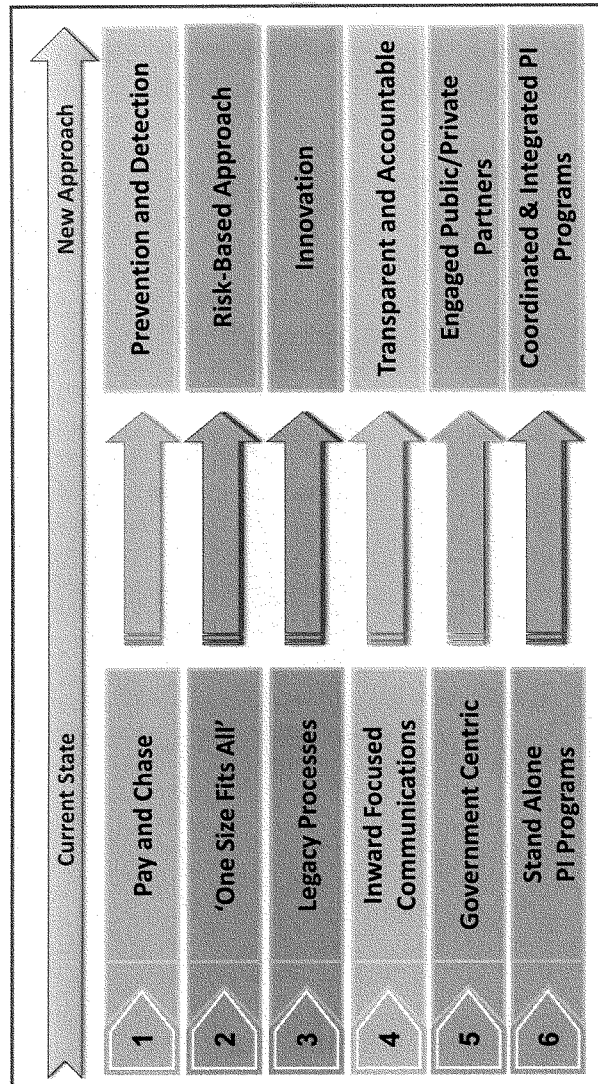 Current State
New Approach
1
Pay and Chase
Prevention and Detection
2
'One Size Fits All'
Risk-Based Approach
3
Legacy Processes
Innovation
4
Inward Focused
Communications
Transparent and Accountable
5
Government Centric
Engaged Public/Private
Partners
6
Stand Alone
PI Programs
Coordinated & Integrated PI
Programs